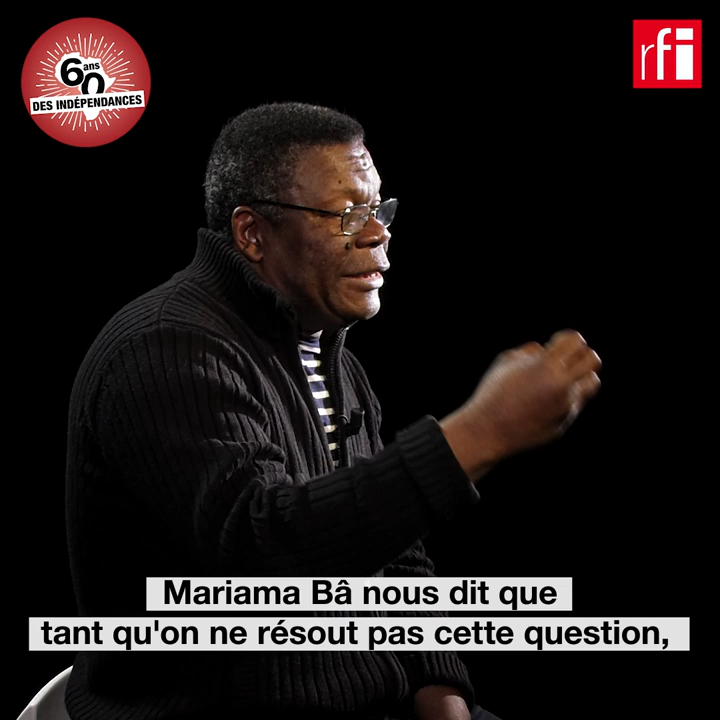 60
ans
DES INDÉPENDANCES
rfi
Mariama Bâ nous dit que
tant qu'on ne résout pas cette question,